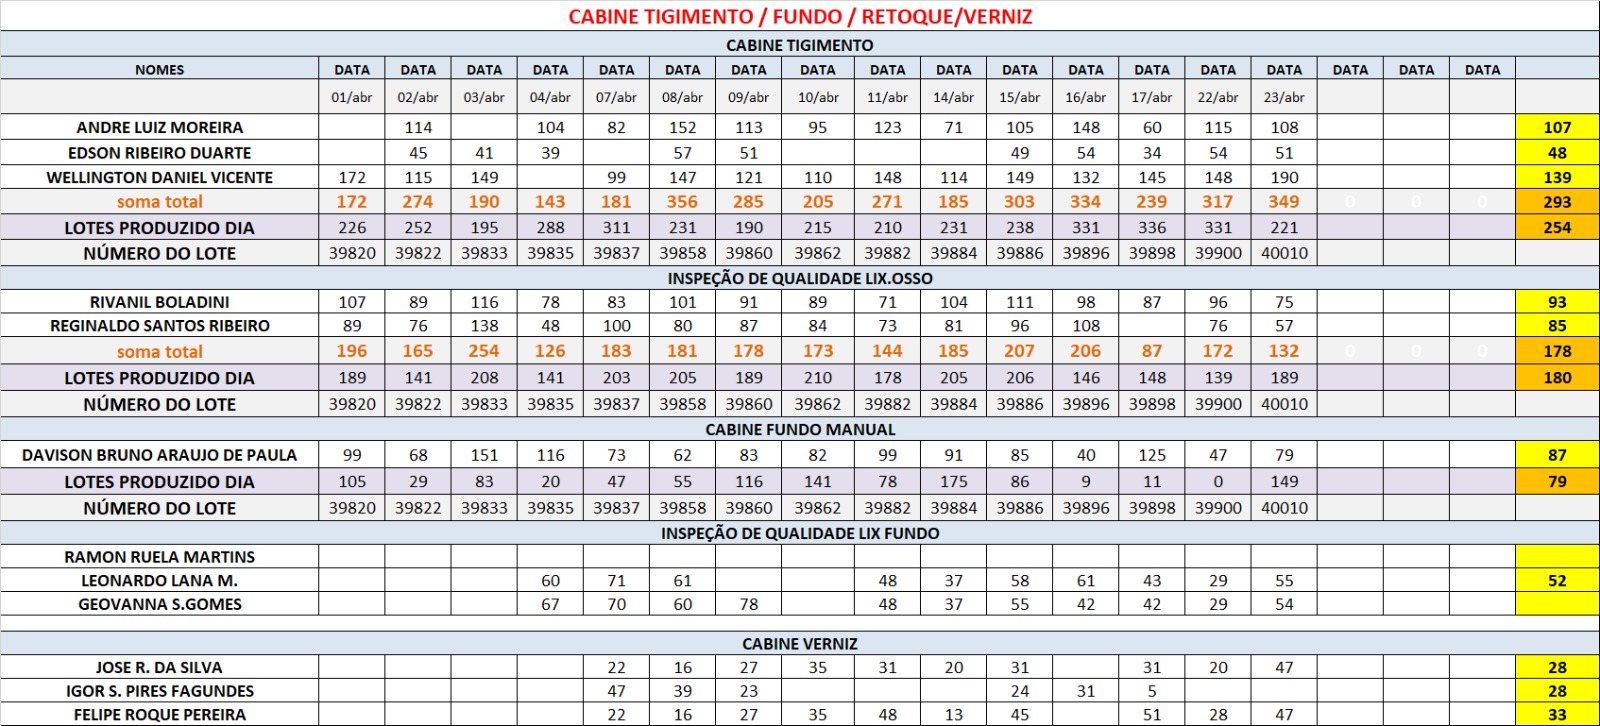 CABINE TIGIMENTO / FUNDO / RETOQUE/VERNIZ
CABINE TIGIMENTO
NOMES DATA DATA DATA DATA DATA DATA DATA DATA DATA DATA DATA DATA DATA DATA DATA DATA DATA DATA
01/abr 02/abr 03/abr 04/abr 07/abr 08/abr 09/abr 10/abr 11/abr 14/abr 15/abr 16/abr 17/abr 22/abr 23/abr
ANDRE LUIZ MOREIRA 114 104 82 152 113 95 123 71 105 148 60 115 108 107
EDSON RIBEIRO DUARTE 45 41 39 57 51 49 54 34 54 51 48
WELLINGTON DANIEL VICENTE 172 115 149 99 147 121 110 148 114 149 132 145 148 190 139
soma total 172 274 190 143 181 356 285 205 271 185 303 334 239 317 349 0 0 0 293
LOTES PRODUZIDO DIA 226 252 195 288 311 231 190 215 210 231 238 331 336 331 221 254
NÚMERO DO LOTE 39820 39822 39833 39835 39837 39858 39860 39862 39882 39884 39886 39896 39898 39900 40010
INSPEÇÃO DE QUALIDADE LIX.OSSO
RIVANIL BOLADINI 107 89 116 78 83 101 91 89 71 104 111 98 87 96 75 93
REGINALDO SANTOS RIBEIRO 89 76 138 48 100 80 87 84 73 81 96 108 76 57 85
soma total 196 165 254 126 183 181 178 173 144 185 207 206 87 172 132 0 0 0 178
LOTES PRODUZIDO DIA 189 141 208 141 203 205 189 210 178 205 206 146 148 139 189 180
NÚMERO DO LOTE 39820 39822 39833 39835 39837 39858 39860 39862 39882 39884 39886 39896 39898 39900 40010
CABINE FUNDO MANUAL
DAVISON BRUNO ARAUJO DE PAULA 99 68 151 116 73 62 83 82 99 91 85 40 125 47 79 87
LOTES PRODUZIDO DIA 105 29 83 20 47 55 116 141 78 175 86 9 11 0 149 79
NÚMERO DO LOTE 39820 39822 39833 39835 39837 39858 39860 39862 39882 39884 39886 39896 39898 39900 40010
INSPEÇÃO DE QUALIDADE LIX FUNDO
RAMON RUELA MARTINS
LEONARDO LANA M. 60 71 61 48 37 58 61 43 29 55 52
GEOVANNA S.GOMES 67 70 60 78 48 37 55 42 42 29 54
CABINE VERNIZ
JOSE R. DA SILVA 22 16 27 35 31 20 31 31 20 47 28
IGOR S. PIRES FAGUNDES 47 39 23 24 31 5 28
FELIPE ROQUE PEREIRA 22 16 27 35 48 13 45 51 28 47 33